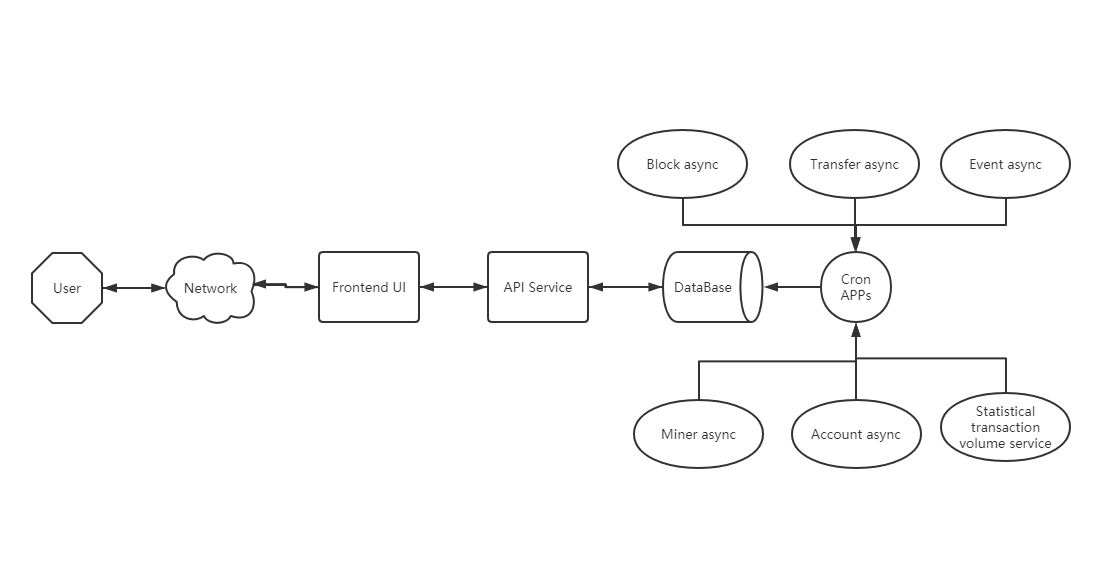 Block async
Transfer async
Event async
User
Network
Frontend UI
API Service
DataBase
Cron
APPs
Miner async
Account async
Statistical
transaction
volume service